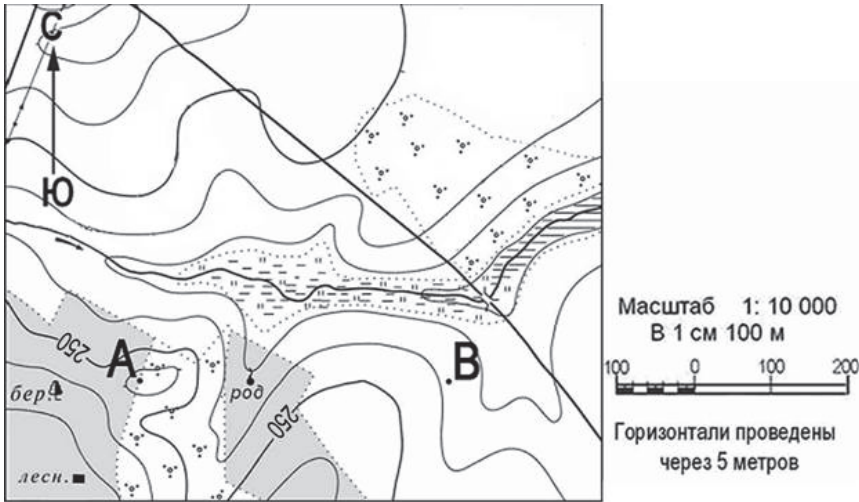 С
Ю
250
А
В
бер.
род
250
лесн.
Масштаб 1: 10 000
В 1 см 100 м
100 0 100 200
Горизонтали проведены
через 5 метров